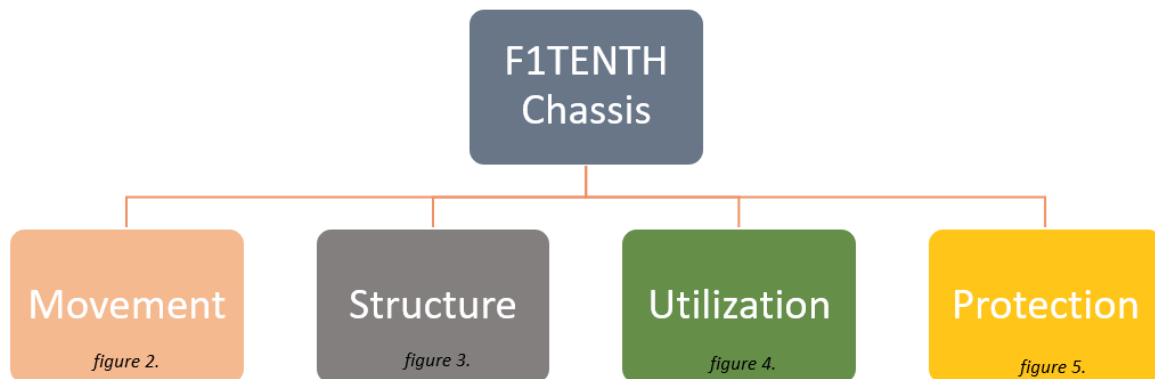 F1TENTH
Chassis
Movement
figure 2.
Structure
figure 3.
Utilization
figure 4.
Protection
figure 5.